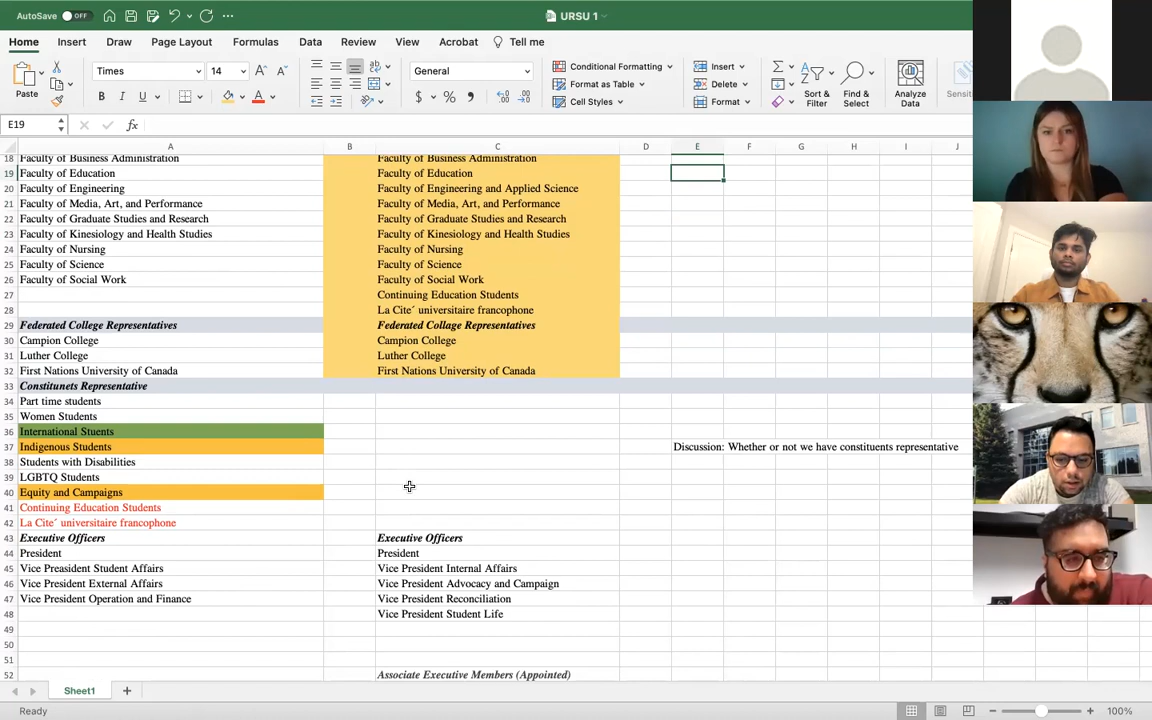 AutoSave OFF URSU 1
Home Insert Draw Page Layout Formulas Data Review View Acrobat Tell me
Paste Times 14 General Conditional Formatting Insert
Format as Table Delete
B I U A $ % Cell Styles Format Sort & Filter Find & Select Analyze Data
E19 fx
A B C D E F G H I J
18 Faculty of Business Administration Faculty of Business Administration
19 Faculty of Education Faculty of Education
20 Faculty of Engineering Faculty of Engineering and Applied Science
21 Faculty of Media, Art, and Performance Faculty of Media, Art, and Performance
22 Faculty of Graduate Studies and Research Faculty of Graduate Studies and Research
23 Faculty of Kinesiology and Health Studies Faculty of Kinesiology and Health Studies
24 Faculty of Nursing Faculty of Nursing
25 Faculty of Science Faculty of Science
26 Faculty of Social Work Faculty of Social Work
27 Continuing Education Students
28 La Cite´ universitaire francophone
29 Federated College Representatives Federated Collage Representatives
30 Campion College Campion College
31 Luther College Luther College
32 First Nations University of Canada First Nations University of Canada
33 Constitunets Representative
34 Part time students
35 Women Students
36 International Stuents
37 Indigenous Students Discussion: Whether or not we have constituents representative
38 Students with Disabilities
39 LGBTQ Students
40 Equity and Campaigns
41 Continuing Education Students
42 La Cite´ universitaire francophone
43 Executive Officers Executive Officers
44 President President
45 Vice Preasident Student Affairs Vice President Internal Affairs
46 Vice President External Affairs Vice President Advocacy and Campaign
47 Vice President Operation and Finance Vice President Reconciliation
48 Vice President Student Life
49
50
51
52 Associate Executive Members (Appointed)
Sheet1
Ready 100%